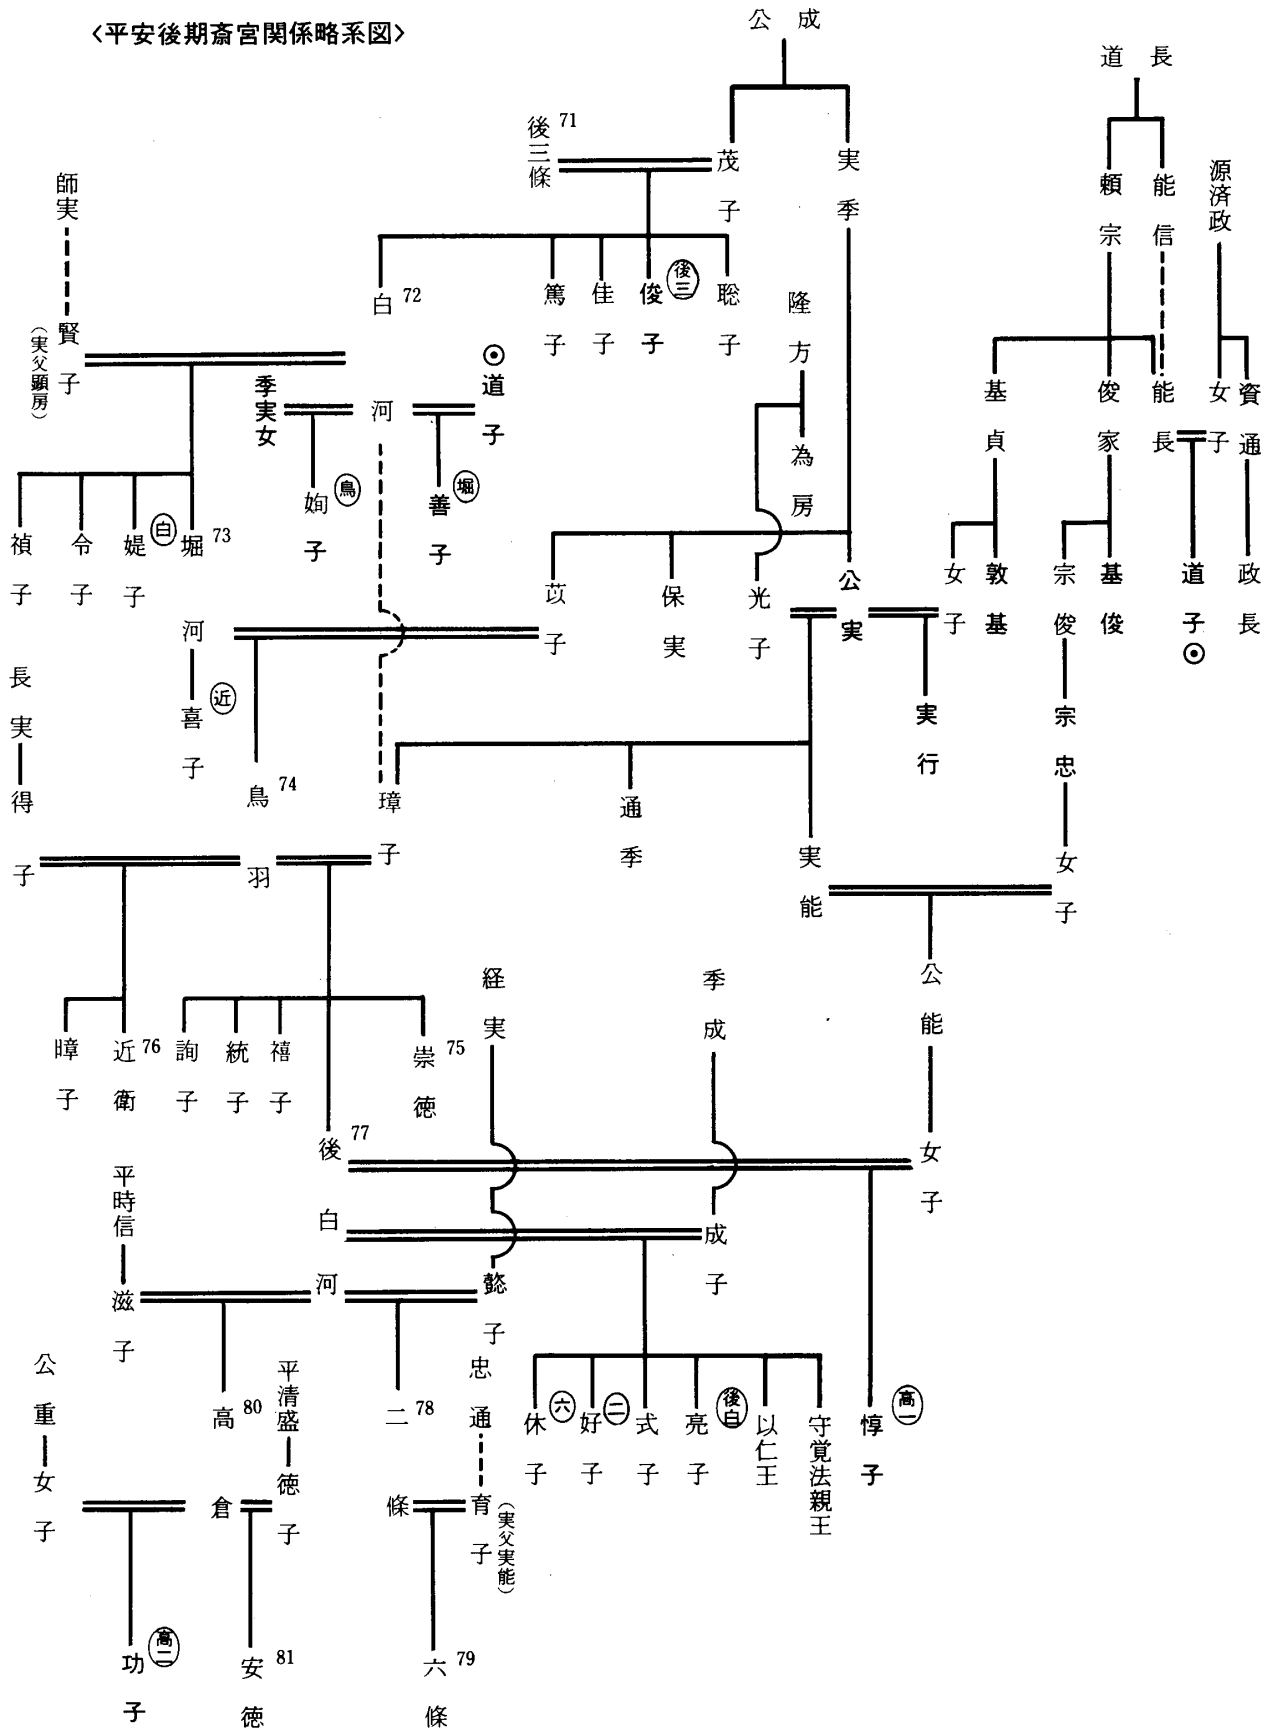 <平安後期斎宮関係略系図>
公成
道長
後三條 71
茂子
実季
頼宗
能信
源済政
師実
賢子
(実父顕房)
白河 72
篤子
佳子
俊子 後三
聡子
隆方
為房
季実女
道子
基貞
俊家
能長
女子
資通
禎子
令子
媞子 白
堀河 73
姰子 鳥
善子 堀
苡子
保実
光子
公実
女子
敦基
宗俊
基俊
道子
政長
長実
得子
喜子 近
鳥羽 74
璋子
通季
実能
実行
宗忠
女子
公能
経実
季成
暲子
近衛 76
詢子
統子
禧子
崇徳 75
後白河 77
女子
平時信
滋子
懿子
成子
公重
女子
高倉 80
平清盛
徳子
二條 78
忠通
育子
(実父実能)
休子 六
好子 二
式子
亮子 後白
以仁王
守覚法親王
惇子 高一
功子 高二
安徳 81
六條 79